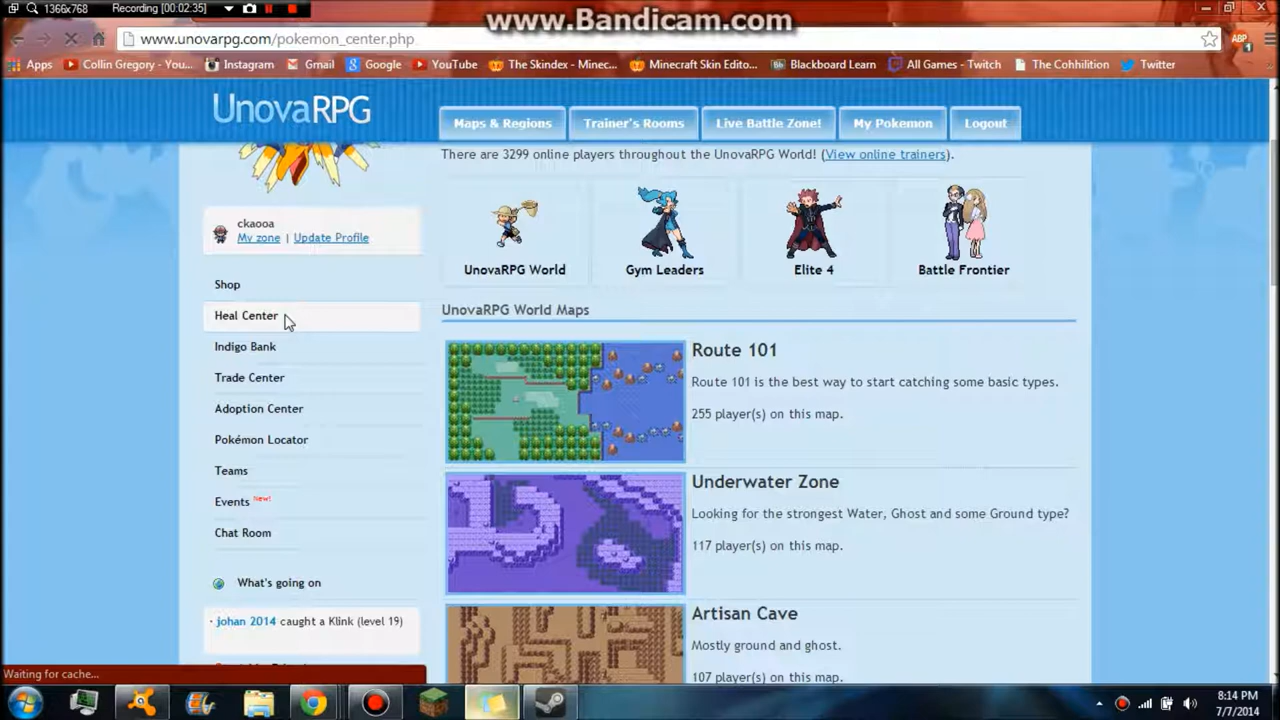 1366x768 Recording [00:02:35]
www.Bandicam.com
www.unovarpg.com/pokemon_center.php
ABP
1
Apps Collin Gregory - You... Instagram Gmail Google YouTube The Skindex - Minec... Minecraft Skin Edito... Blackboard Learn All Games - Twitch The Cohhilition Twitter
UnovaRPG
Maps & Regions Trainer's Rooms Live Battle Zone! My Pokemon Logout
There are 3299 online players throughout the UnovaRPG World! (View online trainers).
ckaooa
My zone | Update Profile
UnovaRPG World Gym Leaders Elite 4 Battle Frontier
Shop
Heal Center
Indigo Bank
Trade Center
Adoption Center
Pokémon Locator
Teams
Events New!
Chat Room
What's going on
· johan 2014 caught a Klink (level 19)
UnovaRPG World Maps
Route 101
Route 101 is the best way to start catching some basic types.
255 player(s) on this map.
Underwater Zone
Looking for the strongest Water, Ghost and some Ground type?
117 player(s) on this map.
Artisan Cave
Mostly ground and ghost.
107 player(s) on this map.
Waiting for cache...
8:14 PM
7/7/2014